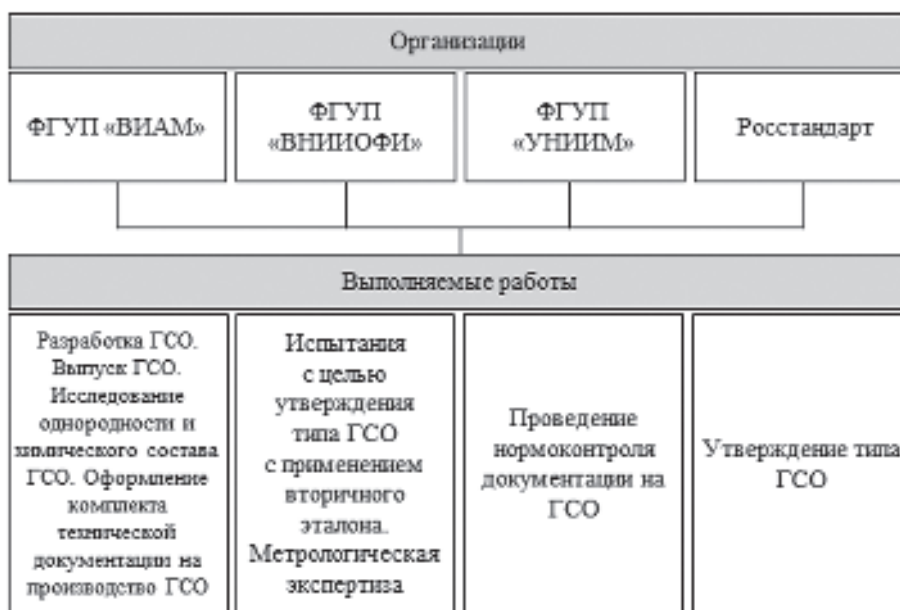 Организации
ФГУП «ВИАМ»
ФГУП
«ВНИИОФИ»
ФГУП
«УНИИМ»
Росстандарт
Выполняемые работы
Разработка ГСО.
Выпуск ГСО.
Исследование
однородности и
химического состава
ГСО. Оформление
комплекта
технической
документации на
производство ГСО
Испытания
с целью
утверждения
типа ГСО
с применением
вторичного
эталона.
Метрологическая
экспертиза
Проведение
нормоконтроля
документации на
ГСО
Утверждение типа
ГСО